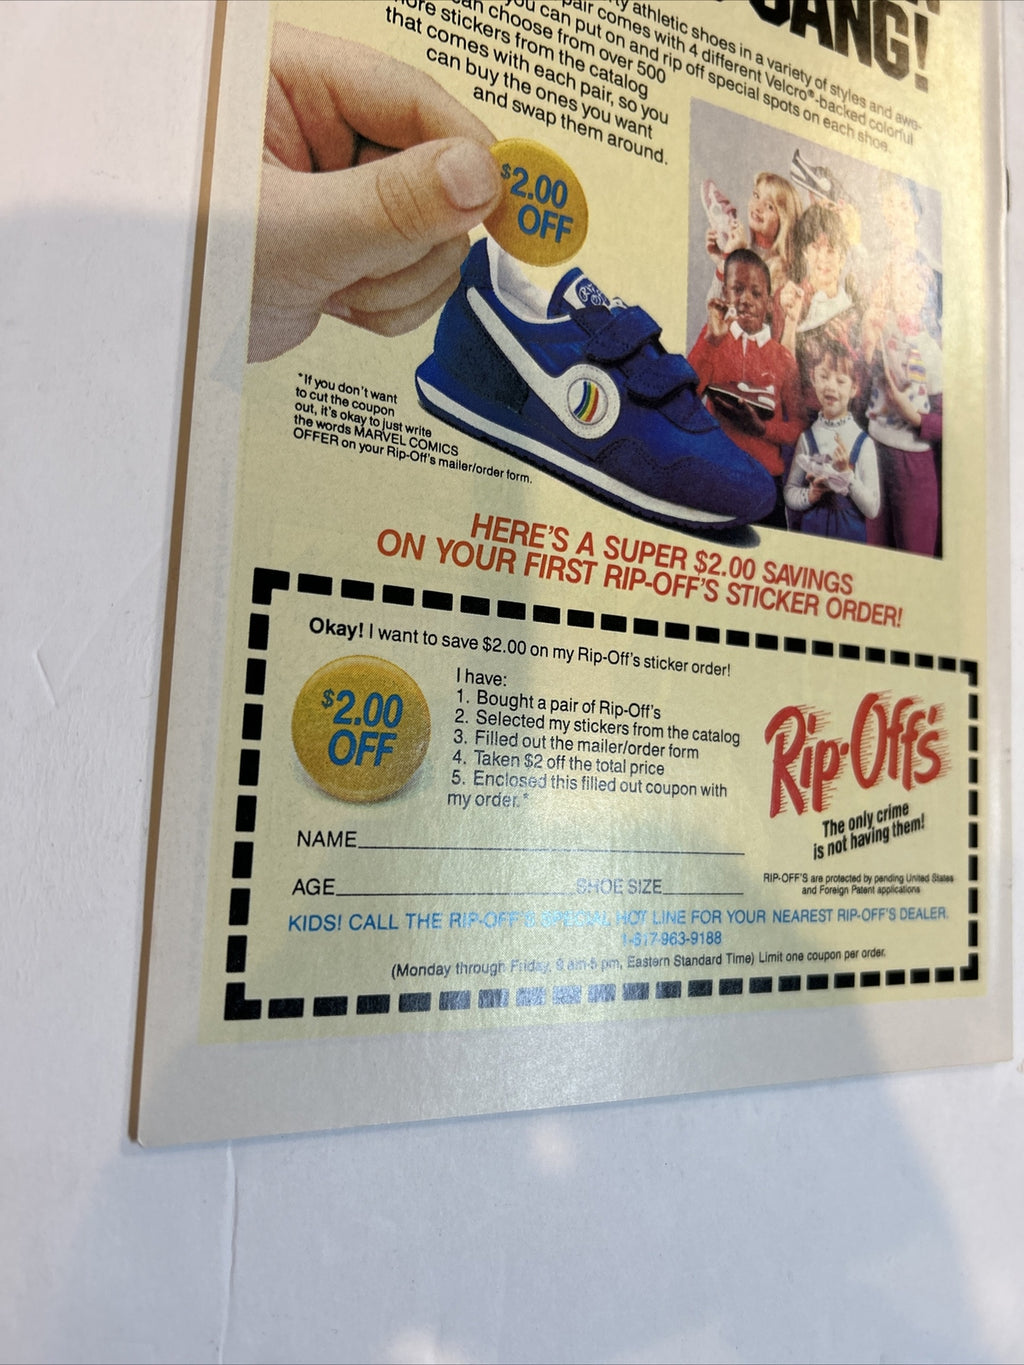 GANG!
athletic shoes in a variety of styles and awe-
pair comes with 4 different Velcro®-backed colorful
you can put on and rip off special spots on each shoe.
can choose from over 500
more stickers from the catalog
that comes with each pair, so you
can buy the ones you want
and swap them around.
$2.00
OFF
*If you don't want
to cut the coupon
out, it's okay to just write
the words MARVEL COMICS
OFFER on your Rip-Off's mailer/order form.
HERE'S A SUPER $2.00 SAVINGS
ON YOUR FIRST RIP-OFF'S STICKER ORDER!
Okay! I want to save $2.00 on my Rip-Off's sticker order!
$2.00
OFF
I have:
1. Bought a pair of Rip-Off's
2. Selected my stickers from the catalog
3. Filled out the mailer/order form
4. Taken $2 off the total price
5. Enclosed this filled out coupon with
my order.*
Rip-Off's
The only crime
is not having them!
NAME
AGE SHOE SIZE
RIP-OFF'S are protected by pending United States
and Foreign Patent applications
KIDS! CALL THE RIP-OFF'S SPECIAL HOT LINE FOR YOUR NEAREST RIP-OFF'S DEALER.
1-617-963-9188
(Monday through Friday, 9 am-5 pm, Eastern Standard Time) Limit one coupon per order.